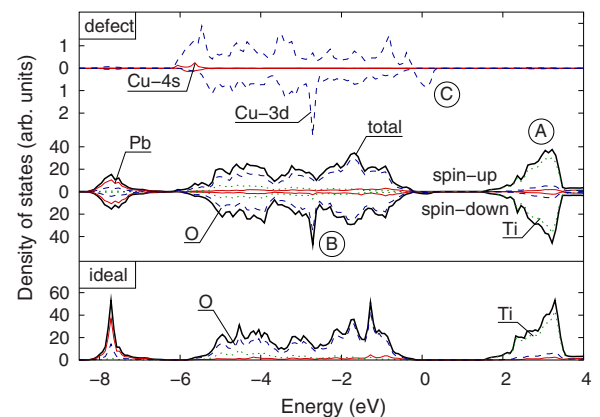 defect
Density of states (arb. units)
1
0
1
2
Cu−4s
Cu−3d
C
40
20
0
20
40
Pb
total
A
spin−up
spin−down
O
B
Ti
ideal
60
40
20
0
O
Ti
−8 −6 −4 −2 0 2 4
Energy (eV)